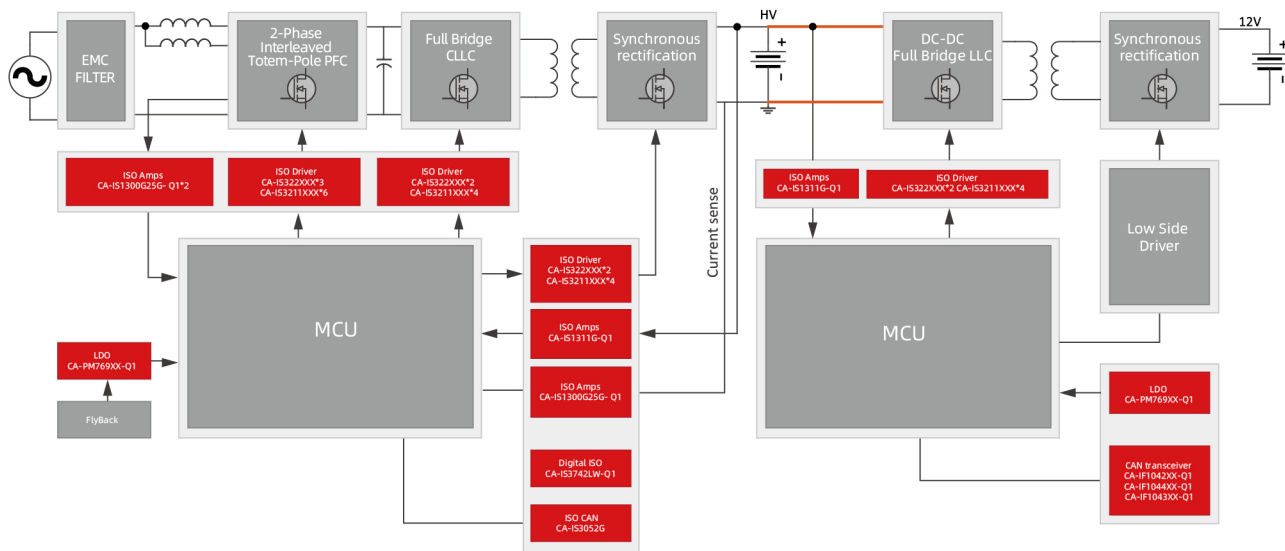 HV
12V
EMC
FILTER
2-Phase
Interleaved
Totem-Pole PFC
Full Bridge
CLLC
Synchronous
rectification
+
-
DC-DC
Full Bridge LLC
Synchronous
rectification
+
-
ISO Amps
CA-IS1300G25G- Q1*2
ISO Driver
CA-IS322XXX*3
CA-IS3211XXX*6
ISO Driver
CA-IS322XXX*2
CA-IS3211XXX*4
ISO Amps
CA-IS1311G-Q1
ISO Driver
CA-IS322XXX*2 CA-IS3211XXX*4
Current sense
Low Side
Driver
MCU
ISO Driver
CA-IS322XXX*2
CA-IS3211XXX*4
ISO Amps
CA-IS1311G-Q1
ISO Amps
CA-IS1300G25G- Q1
Digital ISO
CA-IS3742LW-Q1
ISO CAN
CA-IS3052G
MCU
LDO
CA-PM769XX-Q1
FlyBack
LDO
CA-PM769XX-Q1
CAN transceiver
CA-IF1042XX-Q1
CA-IF1044XX-Q1
CA-IF1043XX-Q1